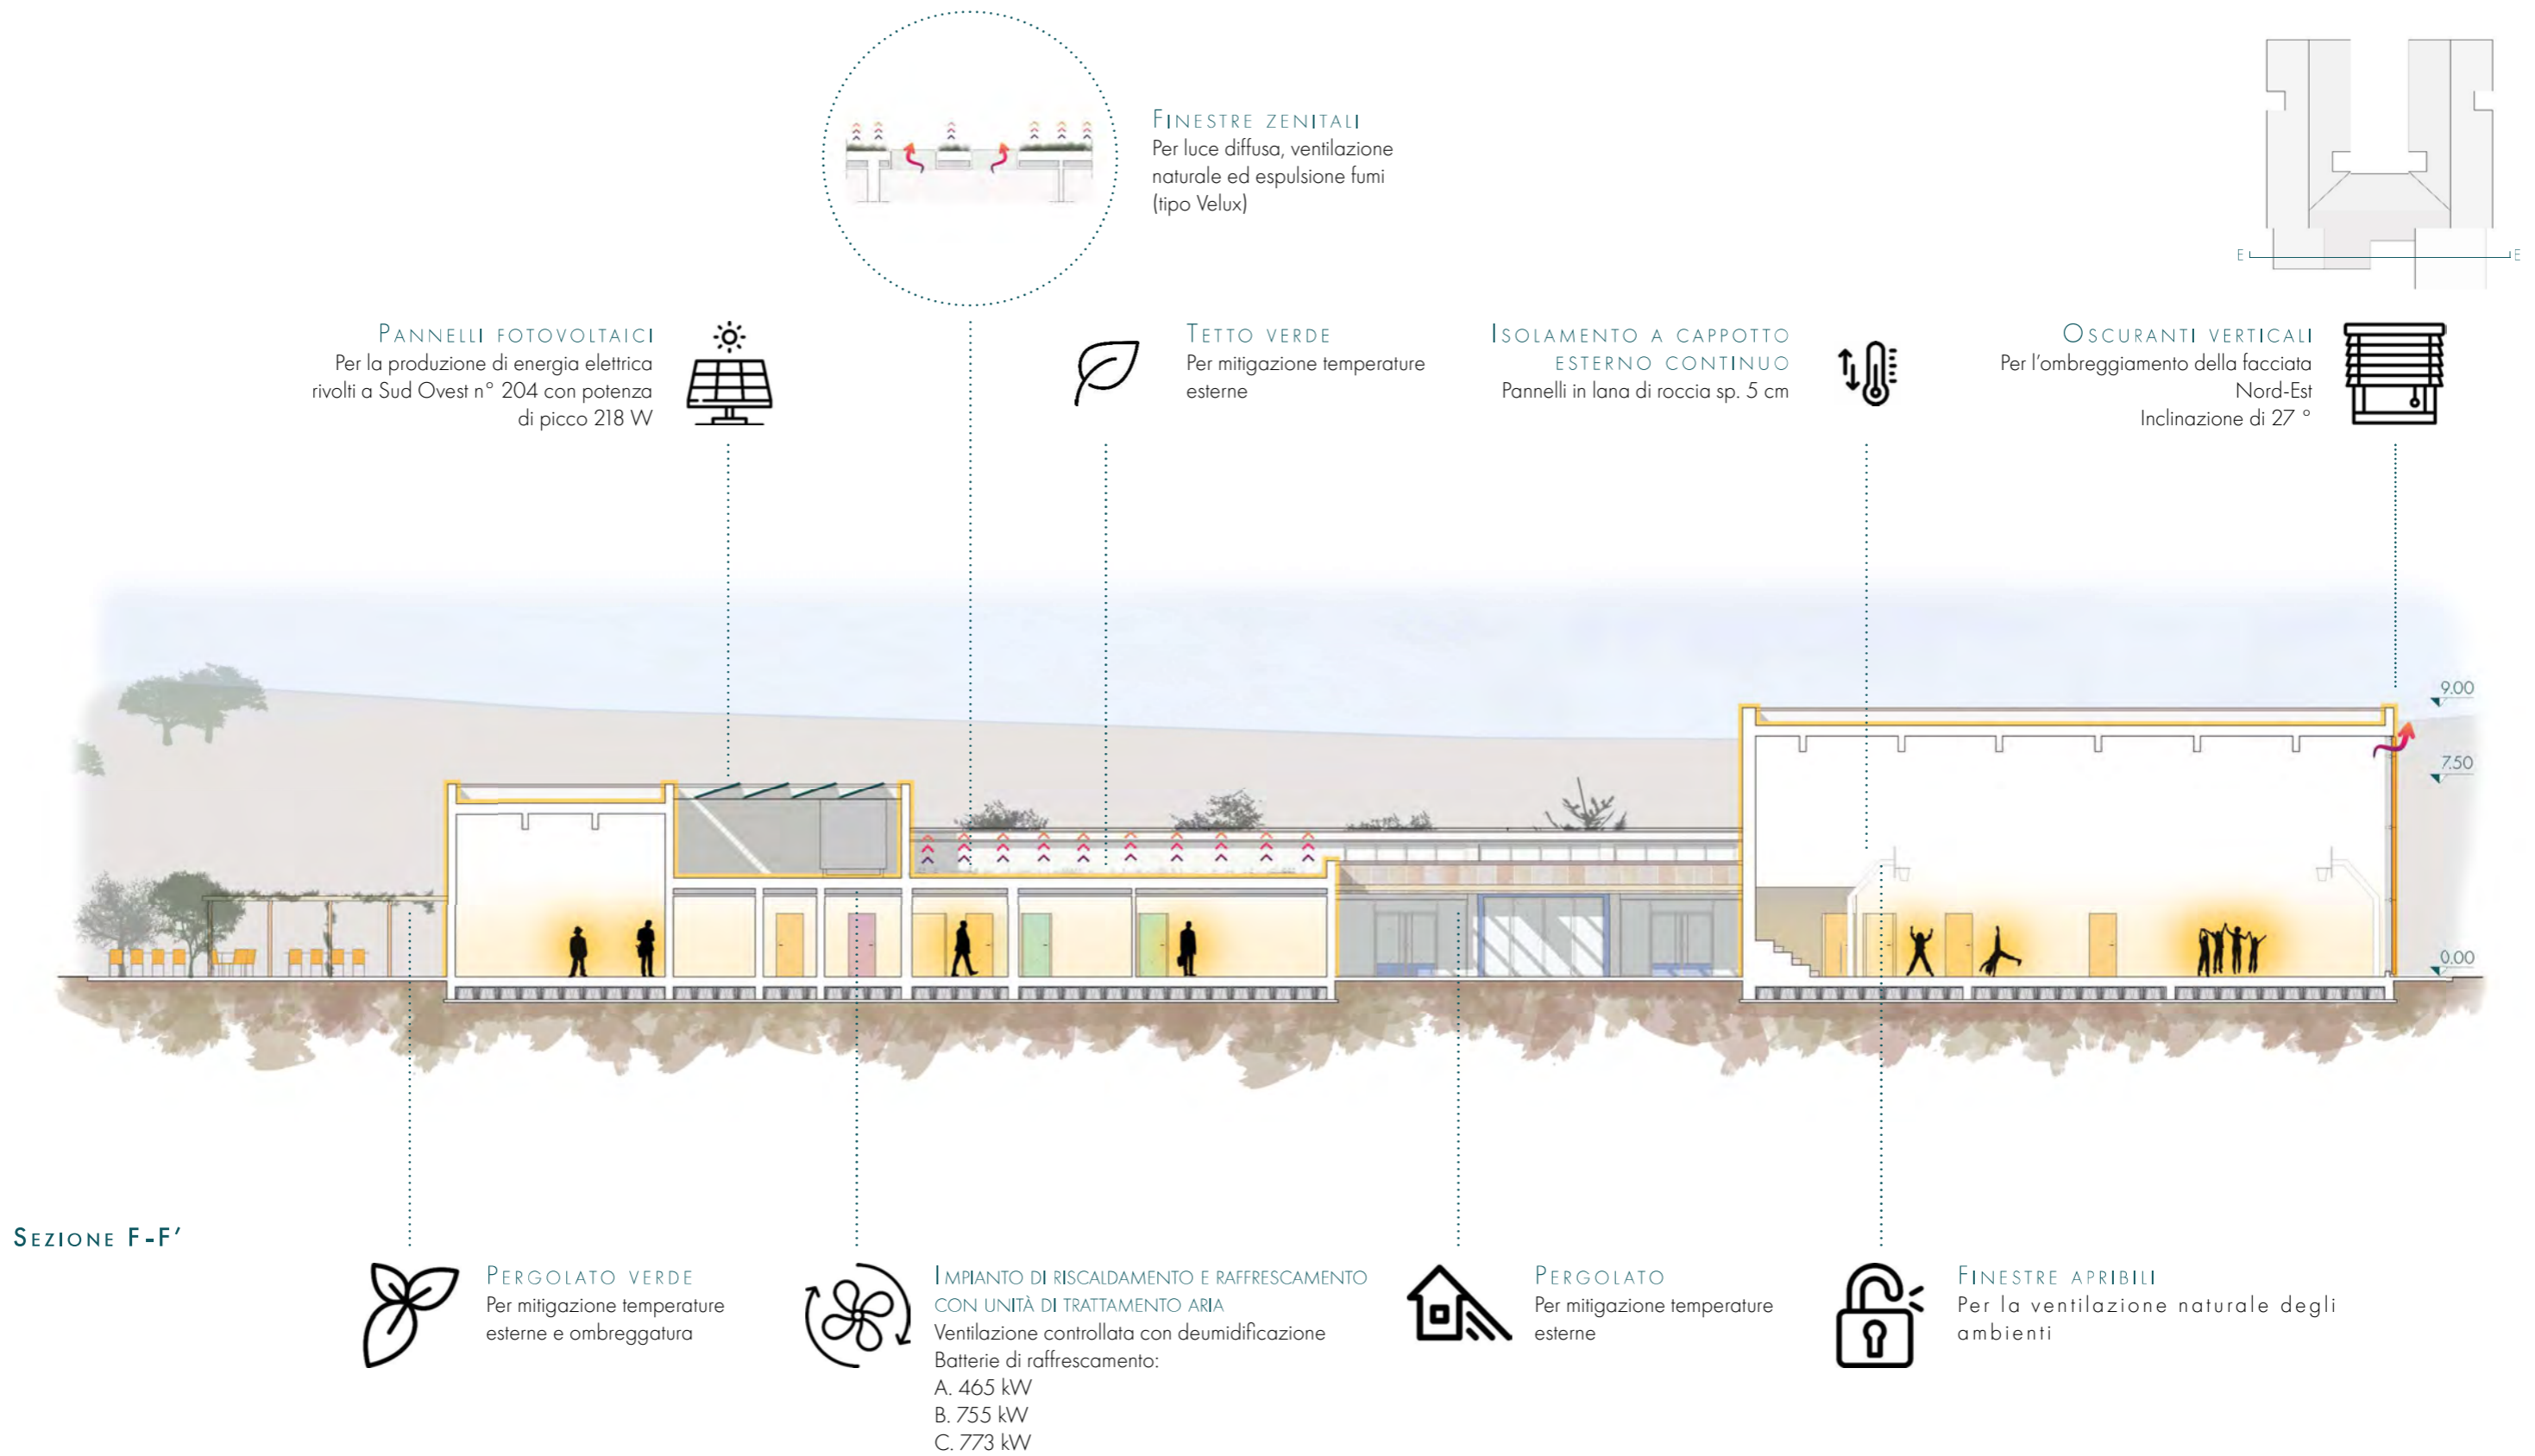 FINESTRE ZENITALI
Per luce diffusa, ventilazione
naturale ed espulsione fumi
(tipo Velux)
E
E
PANNELLI FOTOVOLTAICI
Per la produzione di energia elettrica
rivolti a Sud Ovest n° 204 con potenza
di picco 218 W
TETTO VERDE
Per mitigazione temperature
esterne
ISOLAMENTO A CAPPOTTO
ESTERNO CONTINUO
Pannelli in lana di roccia sp. 5 cm
OSCURANTI VERTICALI
Per l'ombreggiamento della facciata
Nord-Est
Inclinazione di 27 °
9.00
7.50
0.00
SEZIONE F-F'
PERGOLATO VERDE
Per mitigazione temperature
esterne e ombreggatura
IMPIANTO DI RISCALDAMENTO E RAFFRESCAMENTO
CON UNITÀ DI TRATTAMENTO ARIA
Ventilazione controllata con deumidificazione
Batterie di raffrescamento:
A. 465 kW
B. 755 kW
C. 773 kW
PERGOLATO
Per mitigazione temperature
esterne
FINESTRE APRIBILI
Per la ventilazione naturale degli
ambienti